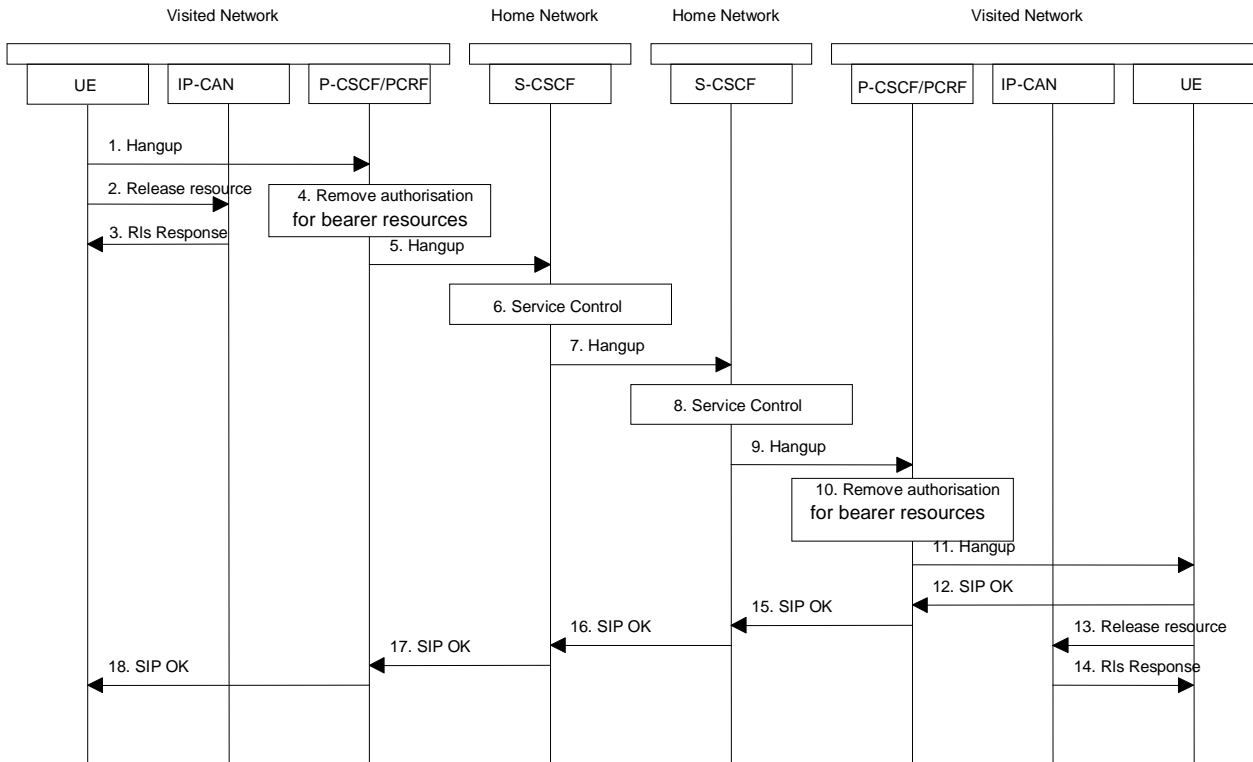 Visited Network
Home Network
Home Network
Visited Network
UE
IP-CAN
P-CSCF/PCRF
S-CSCF
S-CSCF
P-CSCF/PCRF
IP-CAN
UE
1. Hangup
2. Release resource
3. Rls Response
4. Remove authorisation
for bearer resources
5. Hangup
6. Service Control
7. Hangup
8. Service Control
9. Hangup
10. Remove authorisation
for bearer resources
11. Hangup
12. SIP OK
15. SIP OK
13. Release resource
16. SIP OK
17. SIP OK
14. Rls Response
18. SIP OK